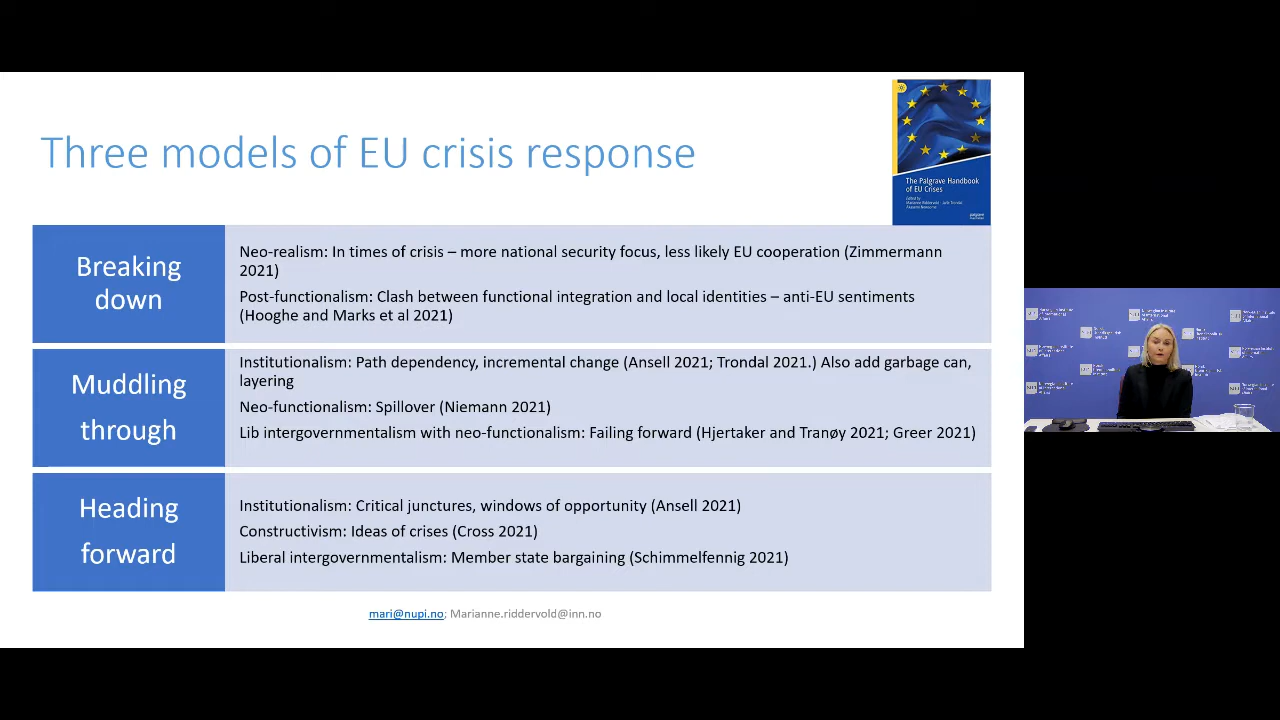 Three models of EU crisis response
The Palgrave Handbook
of EU Crises
Edited by
palgrave
Breaking
down
Neo-realism: In times of crisis – more national security focus, less likely EU cooperation (Zimmermann
2021)
Post-functionalism: Clash between functional integration and local identities – anti-EU sentiments
(Hooghe and Marks et al 2021)
Muddling
through
Institutionalism: Path dependency, incremental change (Ansell 2021; Trondal 2021.) Also add garbage can,
layering
Neo-functionalism: Spillover (Niemann 2021)
Lib intergovernmentalism with neo-functionalism: Failing forward (Hjertaker and Tranøy 2021; Greer 2021)
Heading
forward
Institutionalism: Critical junctures, windows of opportunity (Ansell 2021)
Constructivism: Ideas of crises (Cross 2021)
Liberal intergovernmentalism: Member state bargaining (Schimmelfennig 2021)
mari@nupi.no; Marianne.riddervold@inn.no